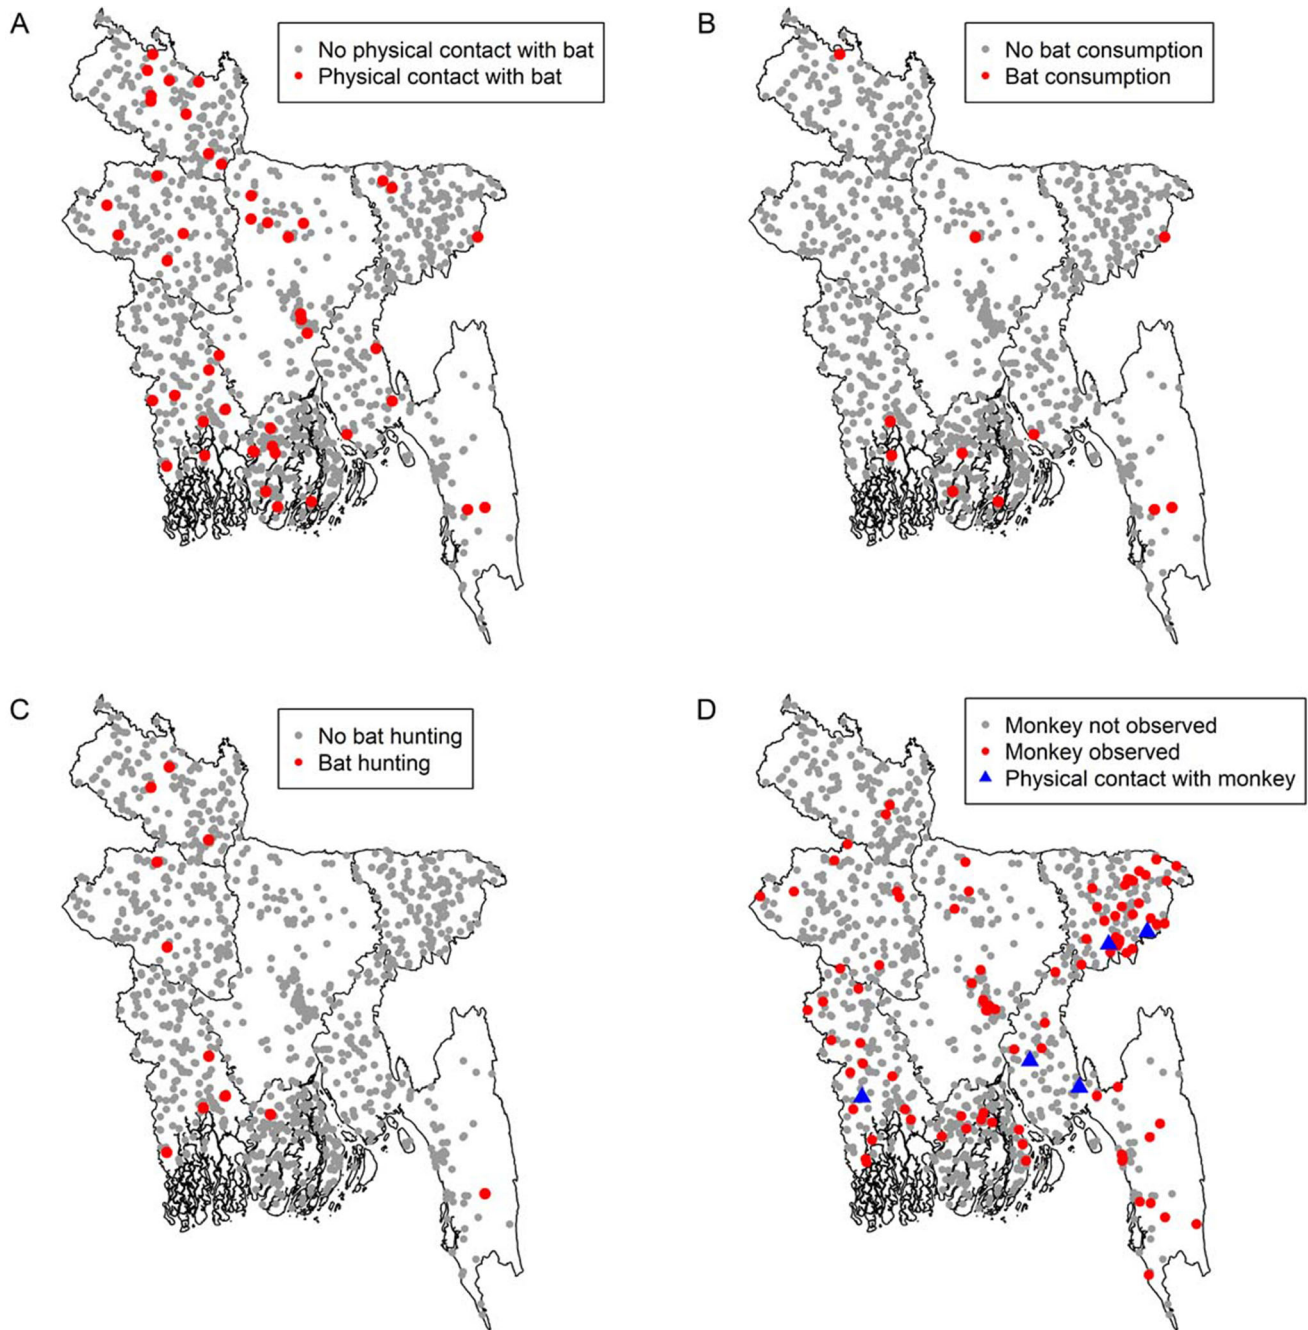 A
No physical contact with bat
Physical contact with bat
B
No bat consumption
Bat consumption
C
No bat hunting
Bat hunting
D
Monkey not observed
Monkey observed
Physical contact with monkey